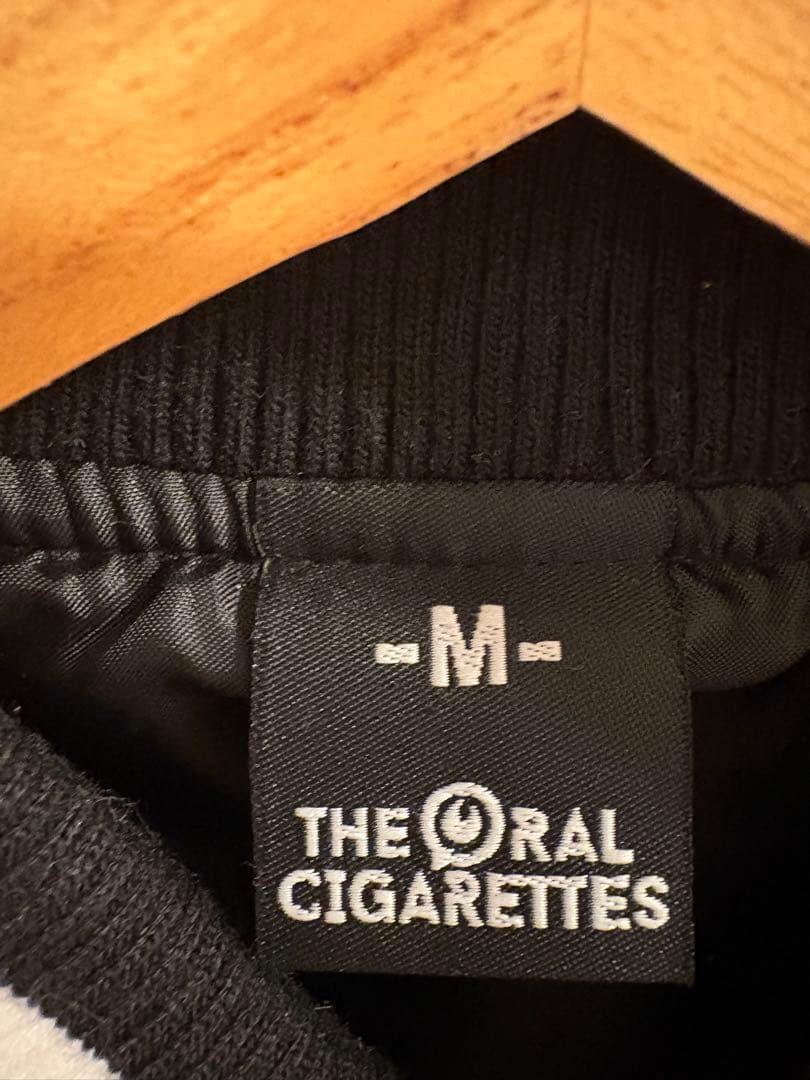 -M-
THE ORAL
CIGARETTES